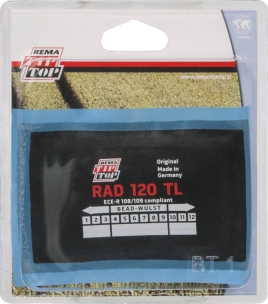 REMA
TIP
TOP
REMA
TIP
TOP
Original
Made in
Germany
RAD 120 TL
ECE-R 108/109 compliant
BEAD-WULST
1 2 3 4 5 6 7 8 9 10 11 12
BT 1